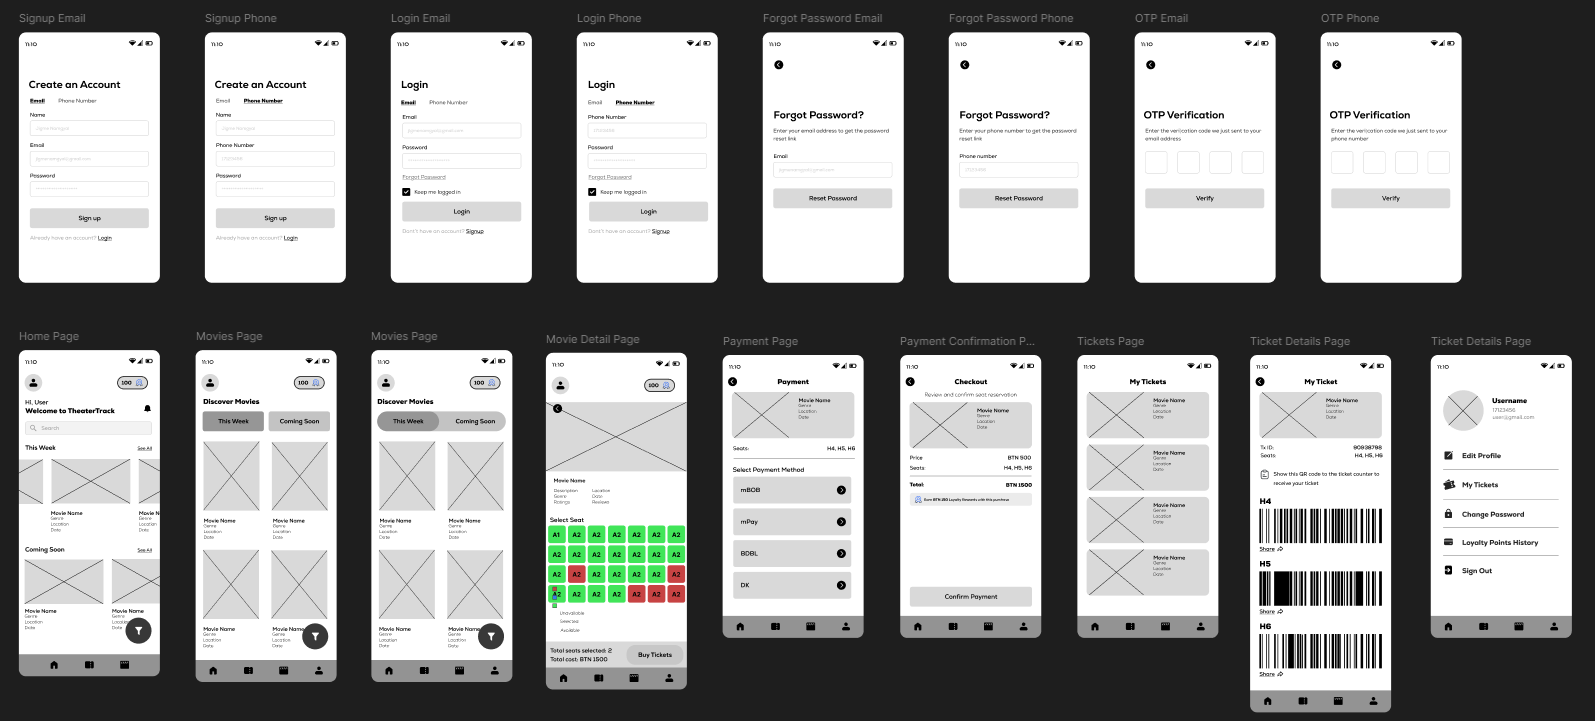 Signup Email
11:10
Create an Account
Email Phone Number
Name
Email
Password
Sign up
Already have an account? Login
Signup Phone
11:10
Create an Account
Email Phone Number
Name
Phone Number
17123456
Password
Sign up
Already have an account? Login
Login Email
11:10
Login
Email Phone Number
Email
Password
Forgot Password
Keep me logged in
Login
Don't have an account? Signup
Login Phone
11:10
Login
Email Phone Number
Phone Number
17123456
Password
Forgot Password
Keep me logged in
Login
Don't have an account? Signup
Forgot Password Email
11:10
Forgot Password?
Enter your email address to get the password
reset link
Email
Reset Password
Forgot Password Phone
11:10
Forgot Password?
Enter your phone number to get the password
reset link
Phone number
17123456
Reset Password
OTP Email
11:10
OTP Verification
Enter the verication code we just sent to your
email address
Verify
OTP Phone
11:10
OTP Verification
Enter the verication code we just sent to your
phone number
Verify
Home Page
11:10
100
Hi, User
Welcome to TheaterTrack
Search
This Week See All
Movie Name Movie N
Genre Genre
Location Location
Date Date
Coming Soon See All
Movie Name Movie Name
Genre Genre
Location Location
Date Date
Movies Page
11:10
100
Discover Movies
This Week Coming Soon
Movie Name Movie Name
Genre Genre
Location Location
Date Date
Movie Name Movie Name
Genre Genre
Location Location
Date Date
Movies Page
11:10
100
Discover Movies
This Week Coming Soon
Movie Name Movie Name
Genre Genre
Location Location
Date Date
Movie Name Movie Name
Genre Genre
Location Location
Date Date
Movie Detail Page
11:10
100
Movie Name
Description Location
Genre Date
Ratings Reviews
Select Seat
A1 A2 A2 A2 A2 A2 A2
A2 A2 A2 A2 A2 A2 A2
A2 A2 A2 A2 A2 A2 A2
A2 A2 A2 A2 A2 A2 A2
Unavailable
Selected
Available
Total seats selected: 2
Total cost: BTN 1500
Buy Tickets
Payment Page
11:10
Payment
Movie Name
Genre
Location
Date
Seats: H4, H5, H6
Select Payment Method
mBOB
mPay
BDBL
DK
Payment Confirmation P...
11:10
Checkout
Review and confirm seat reservation
Movie Name
Genre
Location
Date
Price BTN 500
Seats: H4, H5, H6
Total: BTN 1500
Earn BTN 150 Loyalty Rewards with this purchase
Confirm Payment
Tickets Page
11:10
My Tickets
Movie Name
Genre
Location
Date
Movie Name
Genre
Location
Date
Movie Name
Genre
Location
Date
Movie Name
Genre
Location
Date
Ticket Details Page
11:10
My Ticket
Movie Name
Genre
Location
Date
Tx ID: 90938798
Seats: H4, H5, H6
Show this QR code to the ticket counter to
receive your ticket
H4
Share
H5
Share
H6
Share
Ticket Details Page
11:10
Username
17123456
user@gmail.com
Edit Profile
My Tickets
Change Password
Loyalty Points History
Sign Out